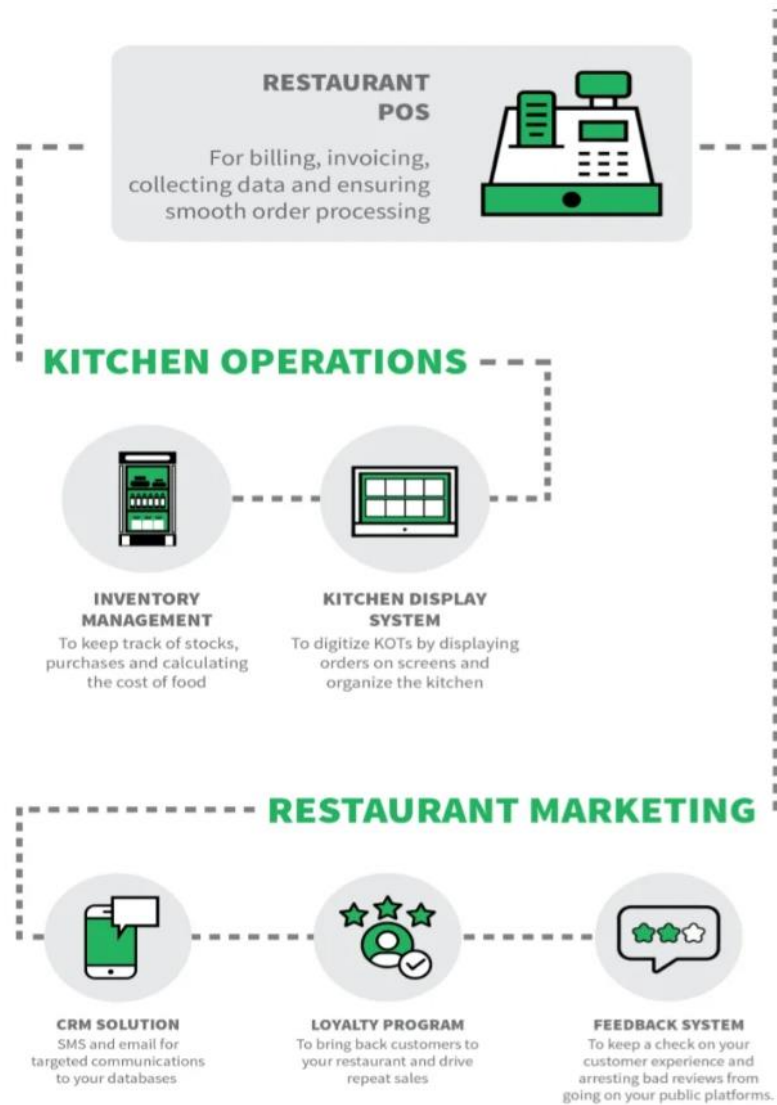 RESTAURANT
POS
For billing, invoicing,
collecting data and ensuring
smooth order processing
KITCHEN OPERATIONS
INVENTORY
MANAGEMENT
To keep track of stocks,
purchases and calculating
the cost of food
KITCHEN DISPLAY
SYSTEM
To digitize KOTs by displaying
orders on screens and
organize the kitchen
RESTAURANT MARKETING
CRM SOLUTION
SMS and email for
targeted communications
to your databases
LOYALTY PROGRAM
To bring back customers to
your restaurant and drive
repeat sales
FEEDBACK SYSTEM
To keep a check on your
customer experience and
arresting bad reviews from
going on your public platforms.